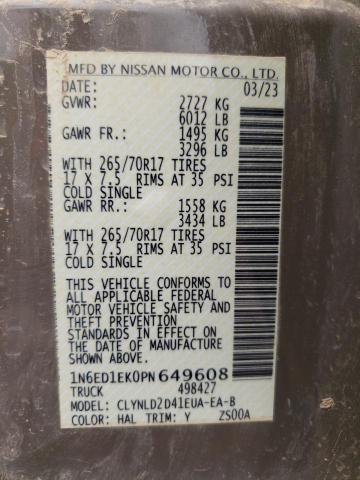 MFD BY NISSAN MOTOR CO., LTD.
DATE: 03/23
GVWR: 2727 KG
6012 LB
GAWR FR.: 1495 KG
3296 LB
WITH 265/70R17 TIRES
17 X 7.5 RIMS AT 35 PSI
COLD SINGLE
GAWR RR.: 1558 KG
3434 LB
WITH 265/70R17 TIRES
17 X 7.5 RIMS AT 35 PSI
COLD SINGLE
THIS VEHICLE CONFORMS TO
ALL APPLICABLE FEDERAL
MOTOR VEHICLE SAFETY AND
THEFT PREVENTION
STANDARDS IN EFFECT ON
THE DATE OF MANUFACTURE
SHOWN ABOVE.
1N6ED1EK0PN649608
TRUCK 498427
MODEL: CLYNLD2D41EUA-EA-B
COLOR: HAL TRIM: Y ZS00A